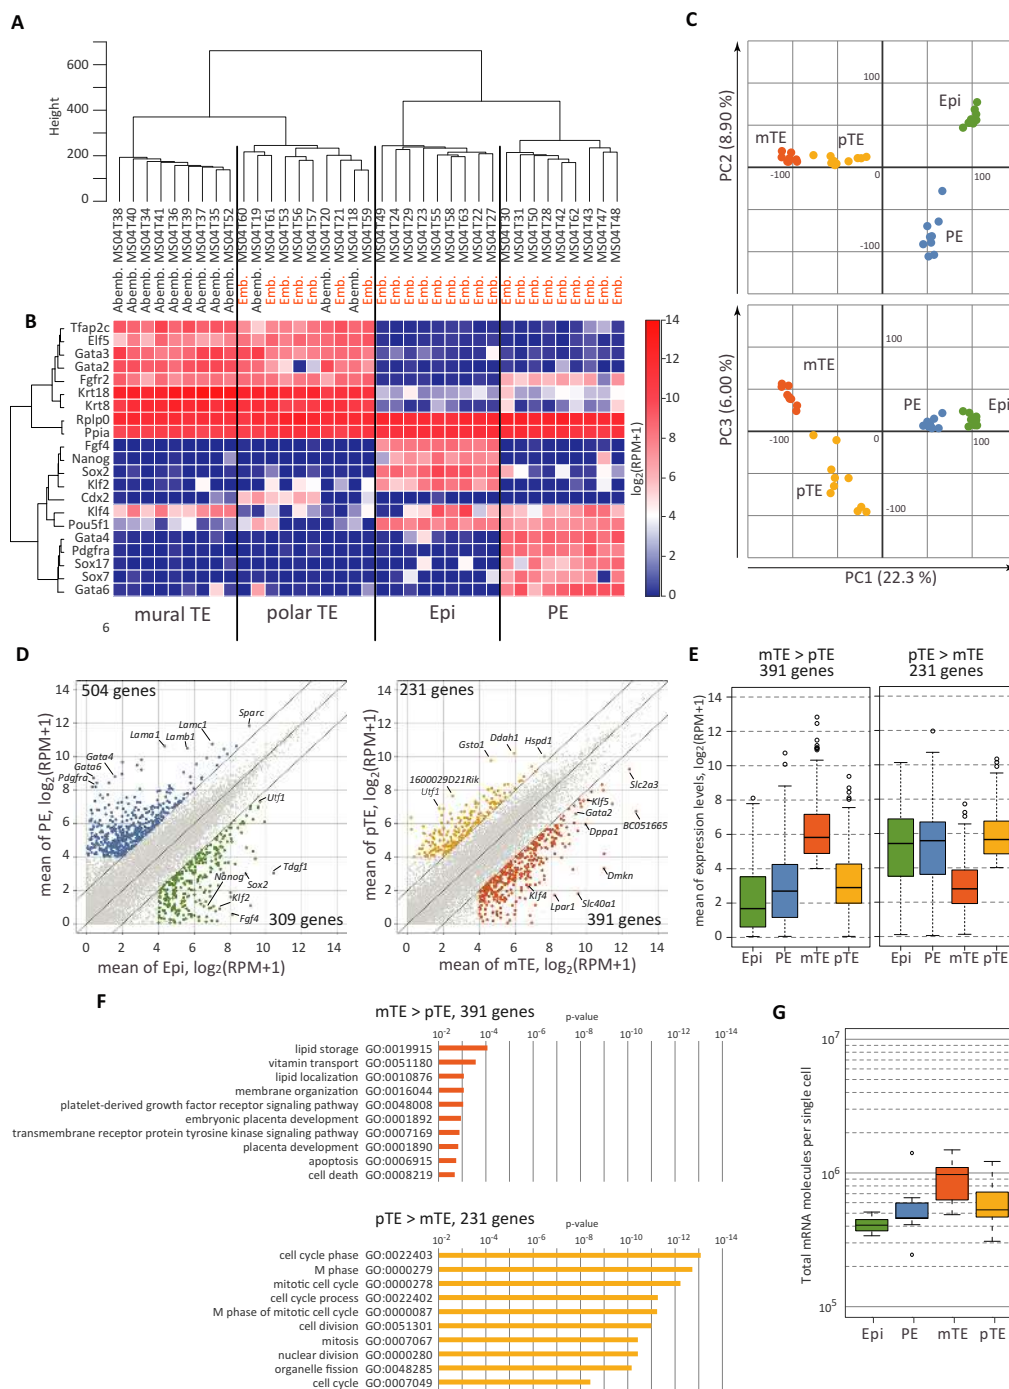 A
Height
600
400
200
0
MS04T38
MS04T40
MS04T34
MS04T41
MS04T36
MS04T39
MS04T37
MS04T35
MS04T52
MS04T60
MS04T19
MS04T61
MS04T53
MS04T56
MS04T57
MS04T20
MS04T21
MS04T18
MS04T59
MS04T49
MS04T24
MS04T29
MS04T23
MS04T55
MS04T58
MS04T63
MS04T22
MS04T27
MS04T30
MS04T31
MS04T50
MS04T28
MS04T42
MS04T62
MS04T43
MS04T47
MS04T48
Abemb. Abemb. Abemb. Abemb. Abemb. Abemb. Abemb. Abemb. Abemb. Emb. Abemb. Emb. Emb. Emb. Emb. Abemb. Emb. Abemb. Emb. Emb. Emb. Emb. Emb. Emb. Emb. Emb. Emb. Emb. Emb. Emb. Emb. Emb. Emb. Emb. Emb. Emb. Emb.
B
Tfap2c
Elf5
Gata3
Gata2
Fgfr2
Krt18
Krt8
Rplp0
Ppia
Fgf4
Nanog
Sox2
Klf2
Cdx2
Klf4
Pou5f1
Gata4
Pdgfra
Sox17
Sox7
Gata6
mural TE
polar TE
Epi
PE
6
log2(RPM+1)
14
12
10
8
6
4
2
0
C
PC2 (8.90 %)
100
Epi
mTE
pTE
-100
0
100
PE
-100
PC3 (6.00 %)
100
mTE
PE
Epi
-100
0
100
pTE
-100
PC1 (22.3 %)
D
mean of PE, log2(RPM+1)
14
12
10
8
6
4
2
0
504 genes
Sparc
Lamc1
Lama1
Lamb1
Gata4
Gata6
Pdgfra
Utf1
Tdgf1
Nanog
Sox2
Klf2
Fgf4
309 genes
0 2 4 6 8 10 12 14
mean of Epi, log2(RPM+1)
mean of pTE, log2(RPM+1)
14
12
10
8
6
4
2
0
231 genes
Ddah1
Gsto1
Hspd1
1600029D21Rik
Utf1
Slc2a3
Klf5
Gata2
BC051665
Dppa1
Dmkn
Klf4
Lpar1
Slc40a1
391 genes
0 2 4 6 8 10 12 14
mean of mTE, log2(RPM+1)
E
mTE > pTE
391 genes
pTE > mTE
231 genes
mean of expression levels, log2(RPM+1)
14
12
10
8
6
4
2
0
Epi PE mTE pTE
Epi PE mTE pTE
F
mTE > pTE, 391 genes
p-value
10-2 10-4 10-6 10-8 10-10 10-12 10-14
lipid storage GO:0019915
vitamin transport GO:0051180
lipid localization GO:0010876
membrane organization GO:0016044
platelet-derived growth factor receptor signaling pathway GO:0048008
embryonic placenta development GO:0001892
transmembrane receptor protein tyrosine kinase signaling pathway GO:0007169
placenta development GO:0001890
apoptosis GO:0006915
cell death GO:0008219
pTE > mTE, 231 genes
p-value
10-2 10-4 10-6 10-8 10-10 10-12 10-14
cell cycle phase GO:0022403
M phase GO:0000279
mitotic cell cycle GO:0000278
cell cycle process GO:0022402
M phase of mitotic cell cycle GO:0000087
cell division GO:0051301
mitosis GO:0007067
nuclear division GO:0000280
organelle fission GO:0048285
cell cycle GO:0007049
G
Total mRNA molecules per single cell
107
106
105
Epi PE mTE pTE